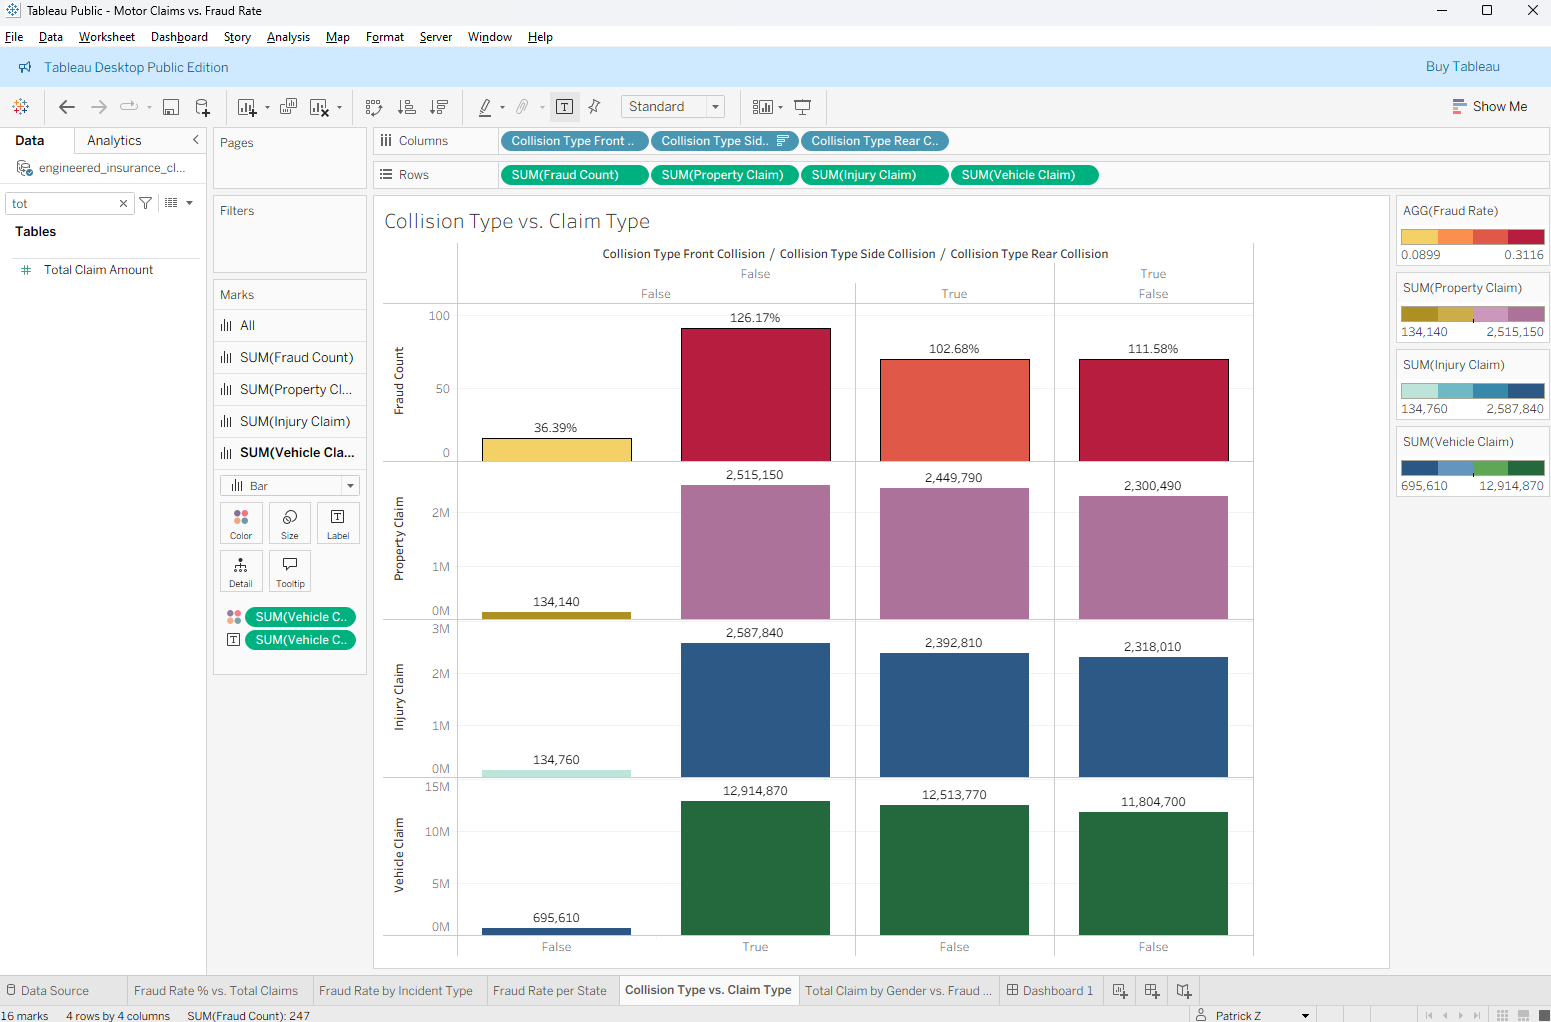 Tableau Public - Motor Claims vs. Fraud Rate
File Data Worksheet Dashboard Story Analysis Map Format Server Window Help
Tableau Desktop Public Edition
Buy Tableau
Standard
Show Me
Data
Analytics
engineered_insurance_cl...
tot
Tables
Total Claim Amount
Pages
Filters
Marks
All
SUM(Fraud Count)
SUM(Property Cl...
SUM(Injury Claim)
SUM(Vehicle Cla...
Bar
Color Size Label
Detail Tooltip
SUM(Vehicle C..
SUM(Vehicle C..
Columns
Collision Type Front .. Collision Type Sid.. Collision Type Rear C..
Rows
SUM(Fraud Count) SUM(Property Claim) SUM(Injury Claim) SUM(Vehicle Claim)
Collision Type vs. Claim Type
Collision Type Front Collision / Collision Type Side Collision / Collision Type Rear Collision
False True
False True False
Fraud Count
100
50
0
36.39% 126.17% 102.68% 111.58%
Property Claim
2M
1M
0M
134,140 2,515,150 2,449,790 2,300,490
Injury Claim
3M
2M
1M
0M
134,760 2,587,840 2,392,810 2,318,010
Vehicle Claim
15M
10M
5M
0M
695,610 12,914,870 12,513,770 11,804,700
False True False False
AGG(Fraud Rate)
0.0899 0.3116
SUM(Property Claim)
134,140 2,515,150
SUM(Injury Claim)
134,760 2,587,840
SUM(Vehicle Claim)
695,610 12,914,870
Data Source
Fraud Rate % vs. Total Claims
Fraud Rate by Incident Type
Fraud Rate per State
Collision Type vs. Claim Type
Total Claim by Gender vs. Fraud ...
Dashboard 1
16 marks 4 rows by 4 columns SUM(Fraud Count): 247
Patrick Z